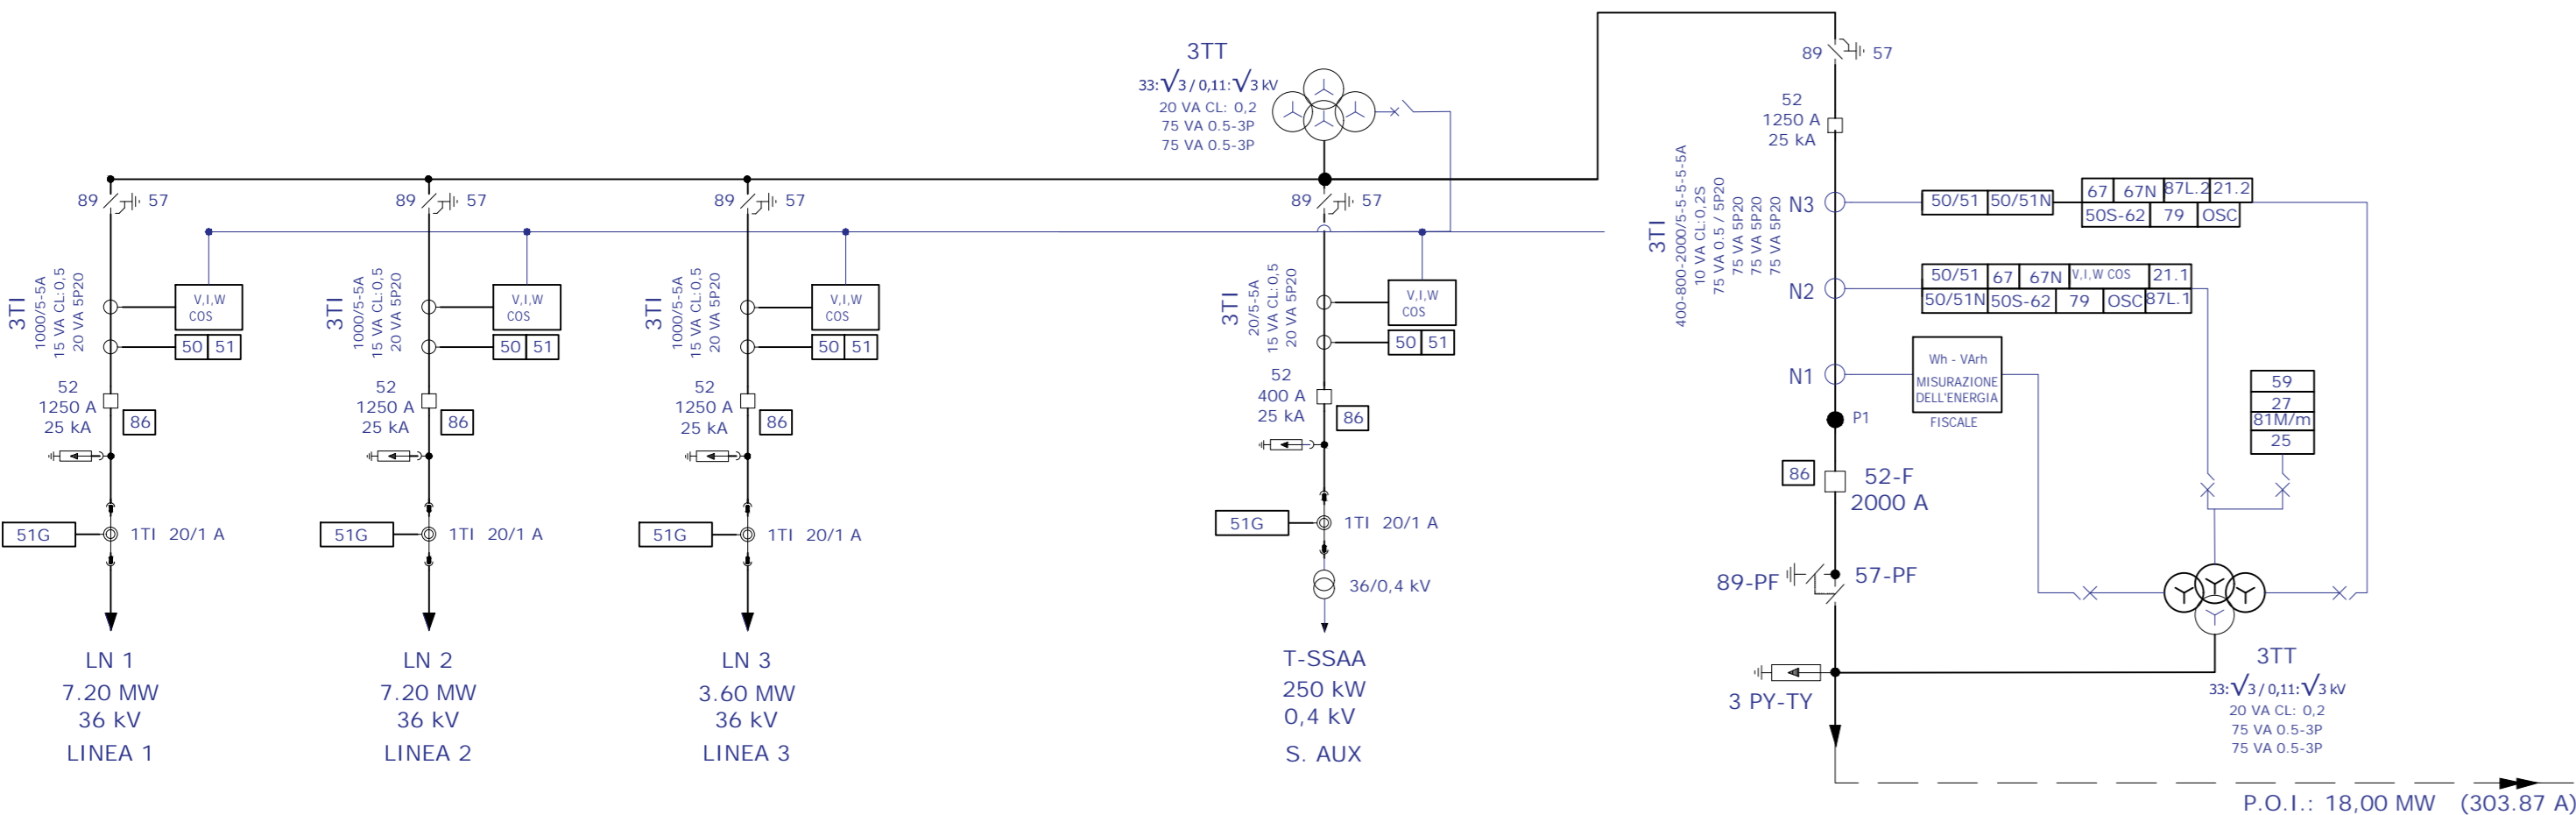 3TT
33:√3 / 0,11:√3 kV
20 VA CL: 0,2
75 VA 0.5-3P
75 VA 0.5-3P
89 57
89 57
89 57
89 57
3TI
1000/5-5A
15 VA CL:0,5
20 VA 5P20
V,I,W
COS
50 51
52
1250 A
25 kA
86
51G
1TI 20/1 A
LN 1
7.20 MW
36 kV
LINEA 1
3TI
1000/5-5A
15 VA CL:0,5
20 VA 5P20
V,I,W
COS
50 51
52
1250 A
25 kA
86
51G
1TI 20/1 A
LN 2
7.20 MW
36 kV
LINEA 2
3TI
1000/5-5A
15 VA CL:0,5
20 VA 5P20
V,I,W
COS
50 51
52
1250 A
25 kA
86
51G
1TI 20/1 A
LN 3
3.60 MW
36 kV
LINEA 3
3TI
20/5-5A
15 VA CL:0,5
20 VA 5P20
V,I,W
COS
50 51
52
400 A
25 kA
86
51G
1TI 20/1 A
36/0,4 kV
T-SSAA
250 kW
0,4 kV
S. AUX
89 57
52
1250 A
25 kA
3TI
400-800-2000/5-5-5-5-5A
10 VA CL:0,2S
75 VA 0.5 / 5P20
75 VA 5P20
75 VA 5P20
75 VA 5P20
N3
50/51 50/51N
67 67N 87L.2 21.2
50S-62 79 OSC
N2
50/51 67 67N V,I,W COS 21.1
50/51N 50S-62 79 OSC 87L.1
N1
Wh - VArh
MISURAZIONE
DELL'ENERGIA
FISCALE
P1
59
27
81M/m
25
86
52-F
2000 A
89-PF 57-PF
3 PY-TY
3TT
33:√3 / 0,11:√3 kV
20 VA CL: 0,2
75 VA 0.5-3P
75 VA 0.5-3P
P.O.I.: 18,00 MW (303.87 A)